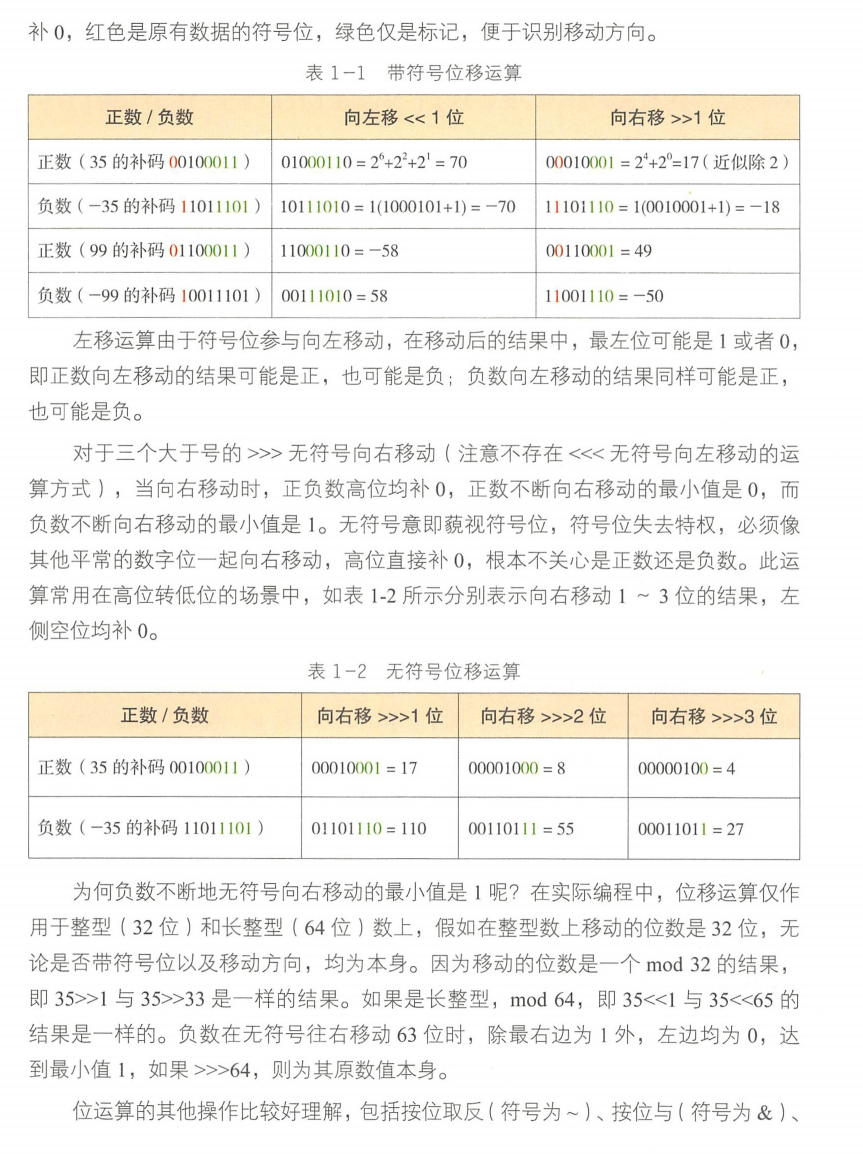 补 0，红色是原有数据的符号位，绿色仅是标记，便于识别移动方向。
表 1-1 带符号位移运算
正数 / 负数 向左移 << 1 位 向右移 >>1 位
正数（35 的补码 00100011） 01000110 = 2⁶+2²+2¹ = 70 00010001 = 2⁴+2⁰=17（近似除 2）
负数（-35 的补码 11011101） 10111010 = 1(1000101+1) = -70 11101110 = 1(0010001+1) = -18
正数（99 的补码 01100011） 11000110 = -58 00110001 = 49
负数（-99 的补码 10011101） 00111010 = 58 11001110 = -50
左移运算由于符号位参与向左移动，在移动后的结果中，最左位可能是 1 或者 0，
即正数向左移动的结果可能是正，也可能是负；负数向左移动的结果同样可能是正，
也可能是负。
对于三个大于号的 >>> 无符号向右移动（注意不存在 <<< 无符号向左移动的运
算方式），当向右移动时，正负数高位均补 0，正数不断向右移动的最小值是 0，而
负数不断向右移动的最小值是 1。无符号意即藐视符号位，符号位失去特权，必须像
其他平常的数字位一起向右移动，高位直接补 0，根本不关心是正数还是负数。此运
算常用在高位转低位的场景中，如表 1-2 所示分别表示向右移动 1 ~ 3 位的结果，左
侧空位均补 0。
表 1-2 无符号位移运算
正数 / 负数 向右移 >>>1 位 向右移 >>>2 位 向右移 >>>3 位
正数（35 的补码 00100011） 00010001 = 17 00001000 = 8 00000100 = 4
负数（-35 的补码 11011101） 01101110 = 110 00110111 = 55 00011011 = 27
为何负数不断地无符号向右移动的最小值是 1 呢？在实际编程中，位移运算仅作
用于整型（32 位）和长整型（64 位）数上，假如在整型数上移动的位数是 32 位，无
论是否带符号位以及移动方向，均为本身。因为移动的位数是一个 mod 32 的结果，
即 35>>1 与 35>>33 是一样的结果。如果是长整型，mod 64，即 35<<1 与 35<<65 的
结果是一样的。负数在无符号往右移动 63 位时，除最右边为 1 外，左边均为 0，达
到最小值 1，如果 >>>64，则为其原数值本身。
位运算的其他操作比较好理解，包括按位取反（符号为 ~）、按位与（符号为 &）、